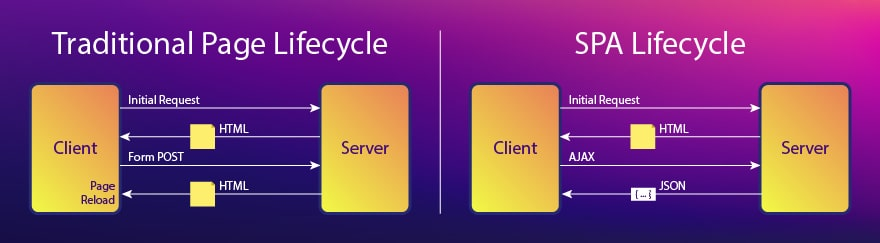 Traditional Page Lifecycle
Client
Initial Request
HTML
Form POST
HTML
Page
Reload
Server
SPA Lifecycle
Client
Initial Request
HTML
AJAX
JSON
{...}
Server